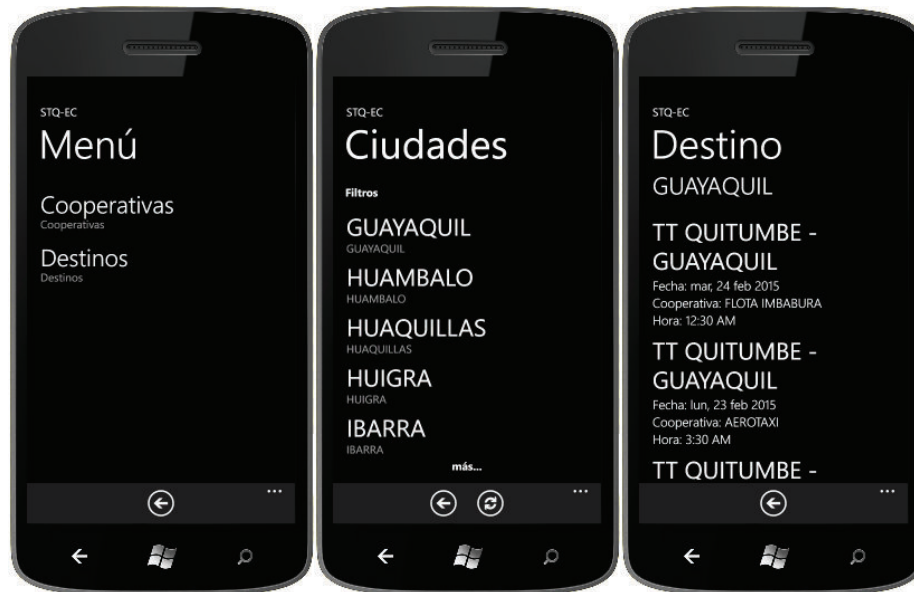 STQ-EC
Menú
Cooperativas
Cooperativas
Destinos
Destinos
...
STQ-EC
Ciudades
Filtros
GUAYAQUIL
GUAYAQUIL
HUAMBALO
HUAMBALO
HUAQUILLAS
HUAQUILLAS
HUIGRA
HUIGRA
IBARRA
IBARRA
más...
...
STQ-EC
Destino
GUAYAQUIL
TT QUITUMBE -
GUAYAQUIL
Fecha: mar, 24 feb 2015
Cooperativa: FLOTA IMBABURA
Hora: 12:30 AM
TT QUITUMBE -
GUAYAQUIL
Fecha: lun, 23 feb 2015
Cooperativa: AEROTAXI
Hora: 3:30 AM
TT QUITUMBE -
...